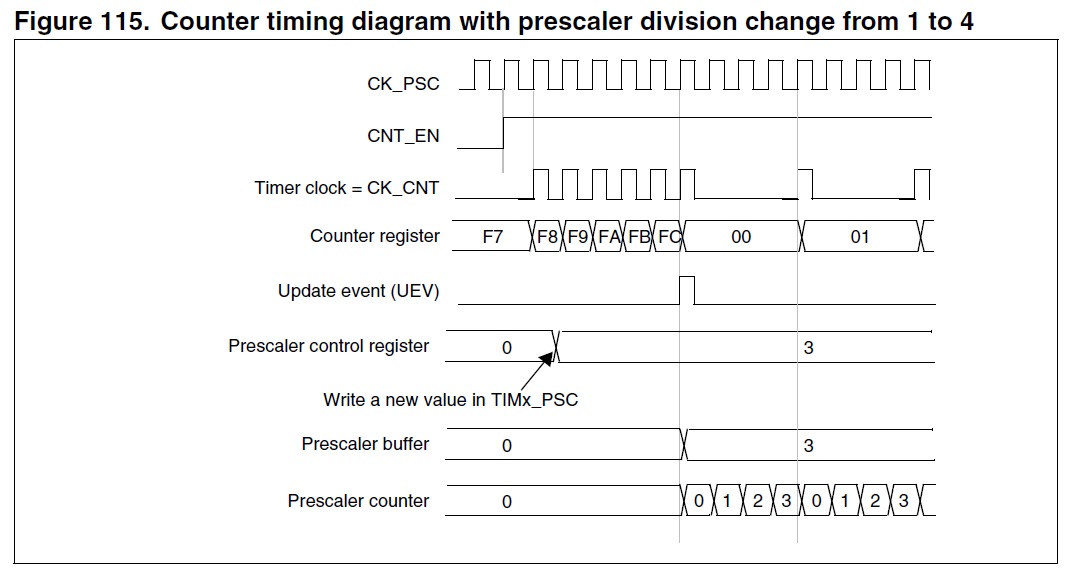 Figure 115. Counter timing diagram with prescaler division change from 1 to 4
CK_PSC
CNT_EN
Timer clock = CK_CNT
Counter register F7 F8 F9 FA FB FC 00 01
Update event (UEV)
Prescaler control register 0 3
Write a new value in TIMx_PSC
Prescaler buffer 0 3
Prescaler counter 0 0 1 2 3 0 1 2 3